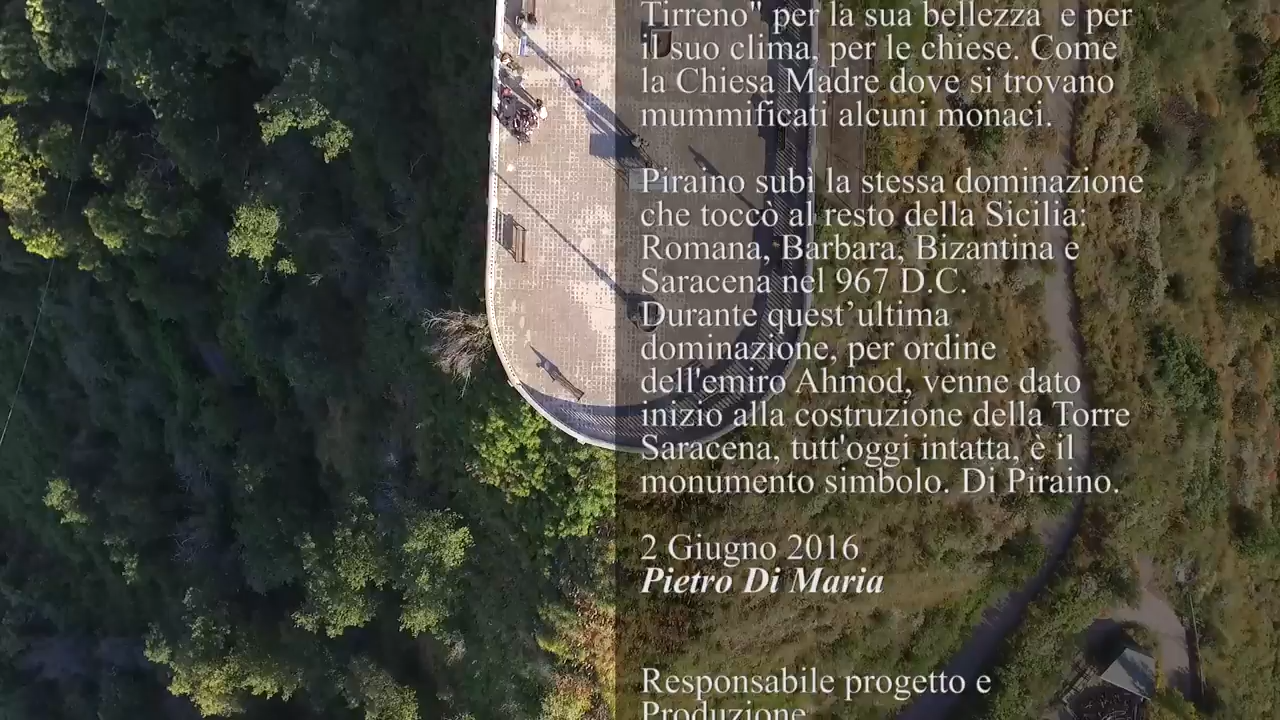 Tirreno" per la sua bellezza e per
il suo clima, per le chiese. Come
la Chiesa Madre dove si trovano
mummificati alcuni monaci.
Piraino subì la stessa dominazione
che toccò al resto della Sicilia:
Romana, Barbara, Bizantina e
Saracena nel 967 D.C.
Durante quest’ultima
dominazione, per ordine
dell'emiro Ahmod, venne dato
inizio alla costruzione della Torre
Saracena, tutt'oggi intatta, è il
monumento simbolo. Di Piraino.
2 Giugno 2016
Pietro Di Maria
Responsabile progetto e
Produzione